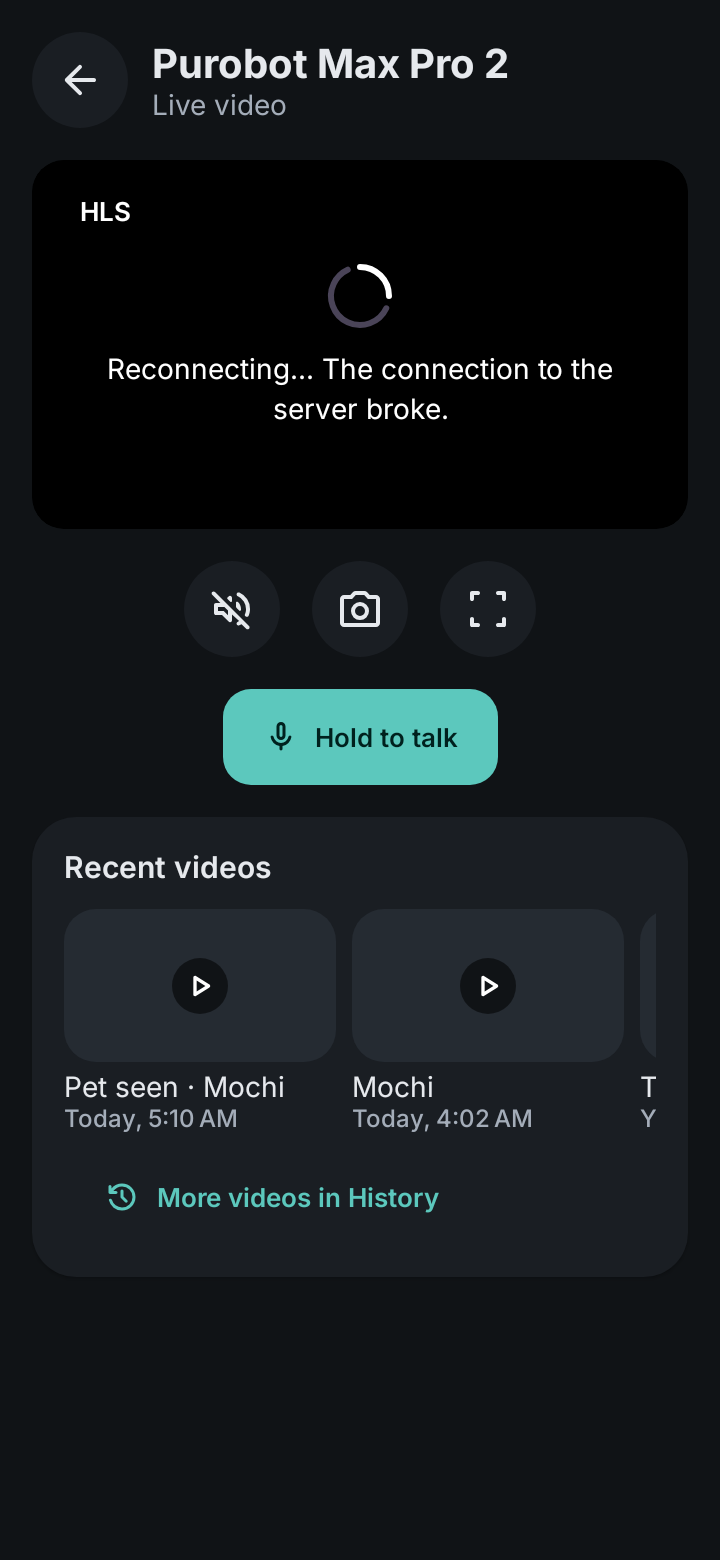 Purobot Max Pro 2
Live video
HLS
Reconnecting... The connection to the
server broke.
Hold to talk
Recent videos
Pet seen · Mochi
Today, 5:10 AM
Mochi
Today, 4:02 AM
T
Y
More videos in History